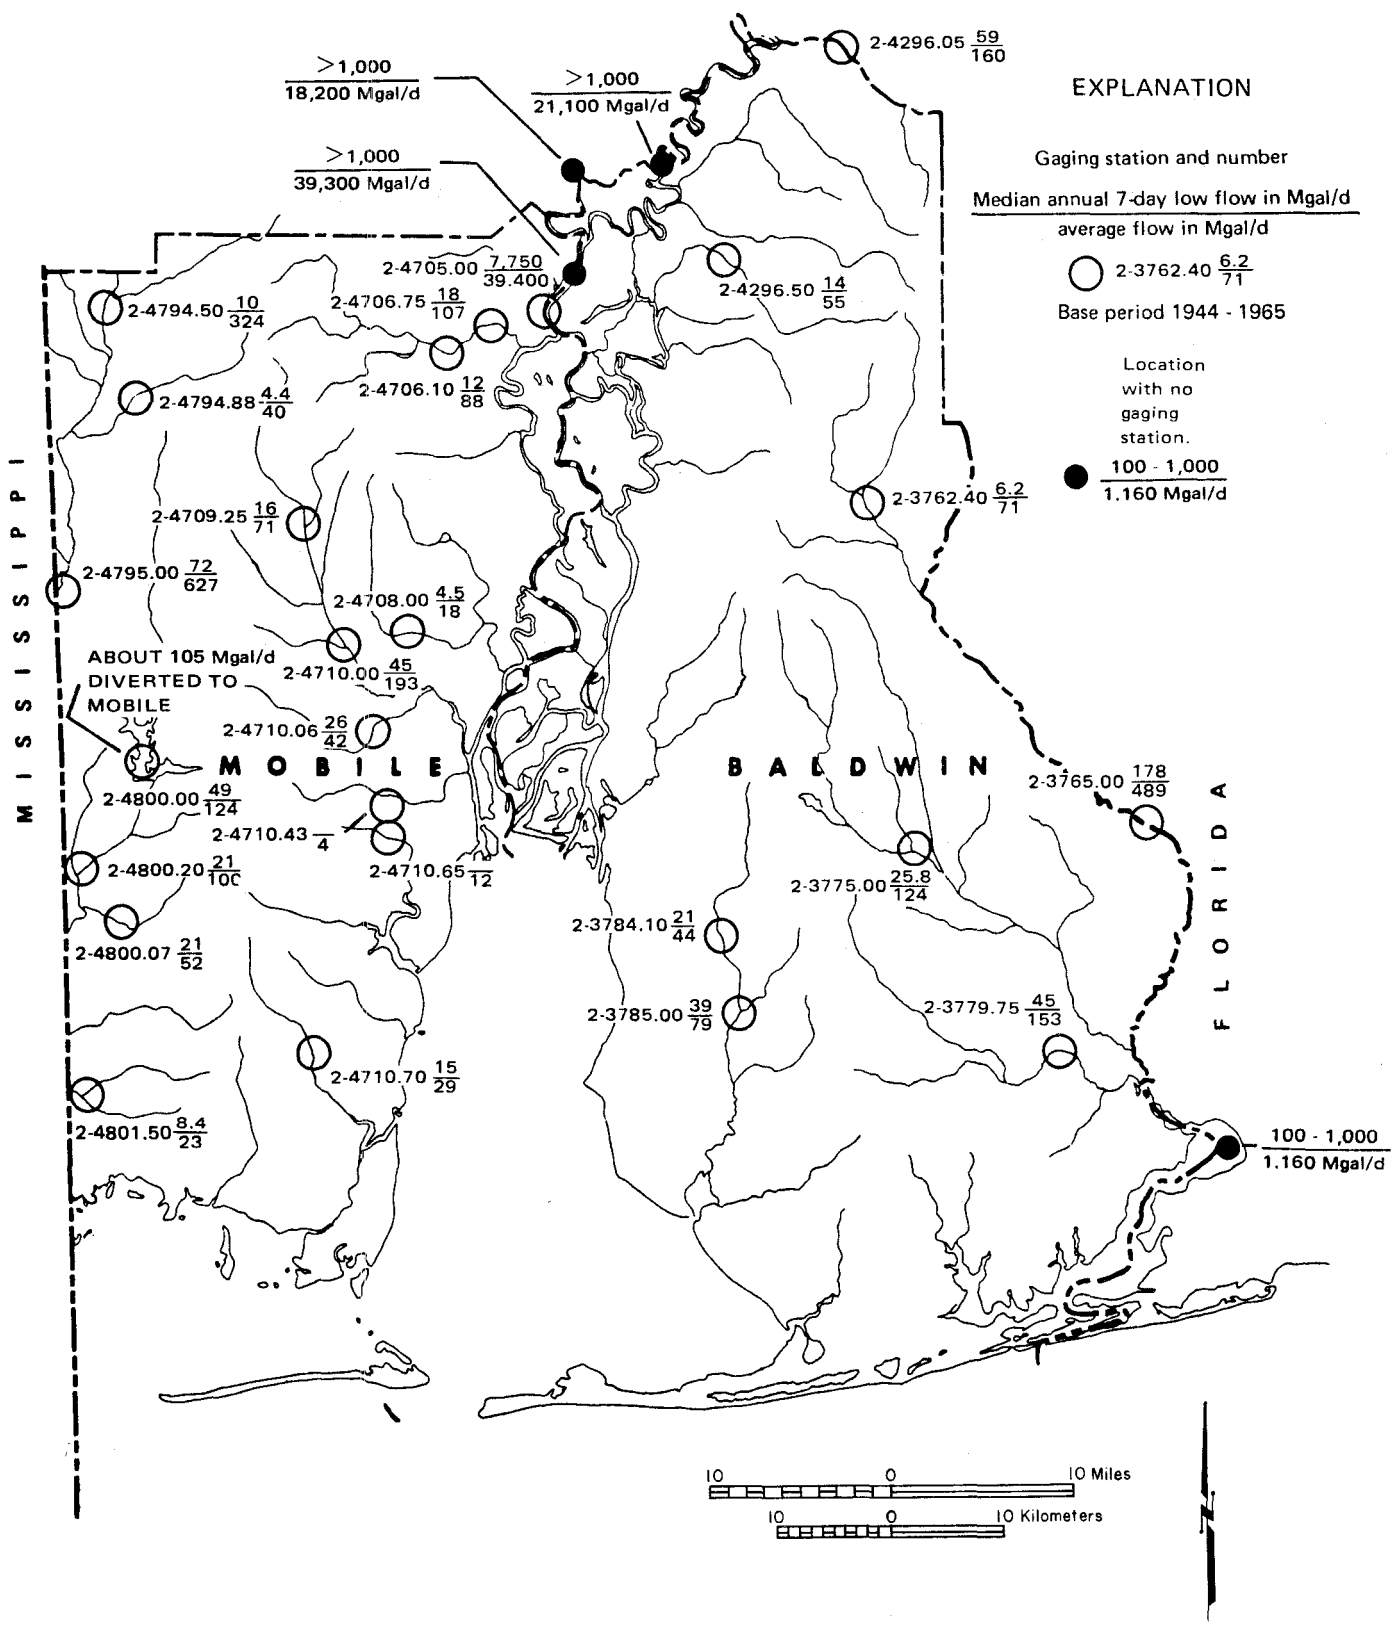 2-4296.05 59
160
>1,000
18,200 Mgal/d
>1,000
21,100 Mgal/d
>1,000
39,300 Mgal/d
EXPLANATION
Gaging station and number
Median annual 7-day low flow in Mgal/d
average flow in Mgal/d
2-3762.40 6.2
71
Base period 1944 - 1965
Location
with no
gaging
station.
100 - 1,000
1.160 Mgal/d
2-4705.00 7,750
39.400
2-4296.50 14
55
2-4794.50 10
324
2-4706.75 18
107
2-4706.10 12
88
2-4794.88 4.4
40
2-3762.40 6.2
71
2-4709.25 16
71
2-4795.00 72
627
2-4708.00 4.5
18
2-4710.00 45
193
ABOUT 105 Mgal/d
DIVERTED TO
MOBILE
MISSISSIPPI
2-4710.06 26
42
MOBILE
BALDWIN
FLORIDA
2-3765.00 178
489
2-4800.00 49
124
2-4710.43
4
2-4710.65
12
2-4800.20 21
100
2-3775.00 25.8
124
2-3784.10 21
44
2-4800.07 21
52
2-3785.00 39
79
2-3779.75 45
153
2-4710.70 15
29
2-4801.50 8.4
23
100 - 1,000
1.160 Mgal/d
10 0 10 Miles
10 0 10 Kilometers